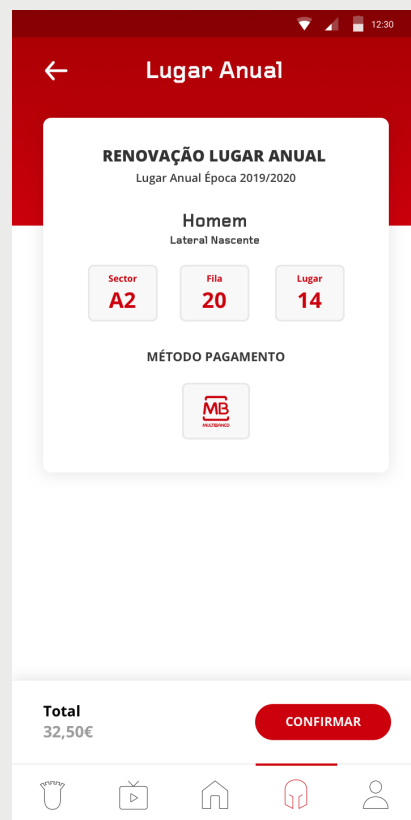 12:30
Lugar Anual
RENOVAÇÃO LUGAR ANUAL
Lugar Anual Época 2019/2020
Homem
Lateral Nascente
Sector Fila Lugar
A2 20 14
MÉTODO PAGAMENTO
MB
MULTIBANCO
Total
32,50€
CONFIRMAR